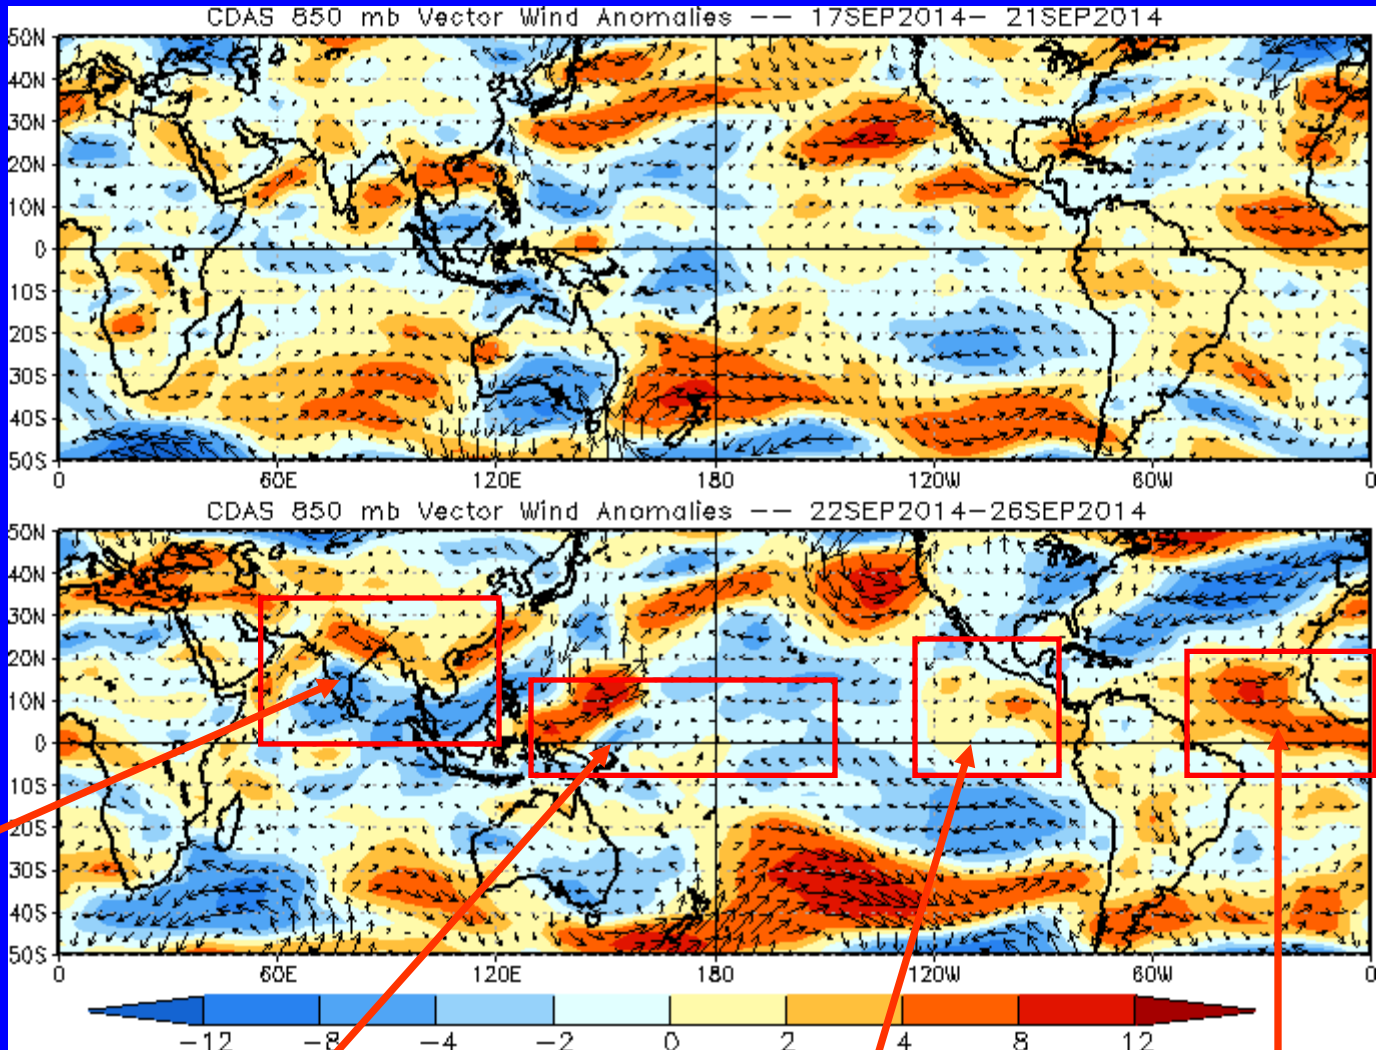 CDAS 850 mb Vector Wind Anomalies -- 17SEP2014- 21SEP2014
50N
40N
30N
20N
10N
0
10S
20S
30S
40S
50S
0 60E 120E 180 120W 60W 0
CDAS 850 mb Vector Wind Anomalies -- 22SEP2014-26SEP2014
50N
40N
30N
20N
10N
0
10S
20S
30S
40S
50S
0 60E 120E 180 120W 60W 0
-12 -8 -4 -2 0 2 4 8 12